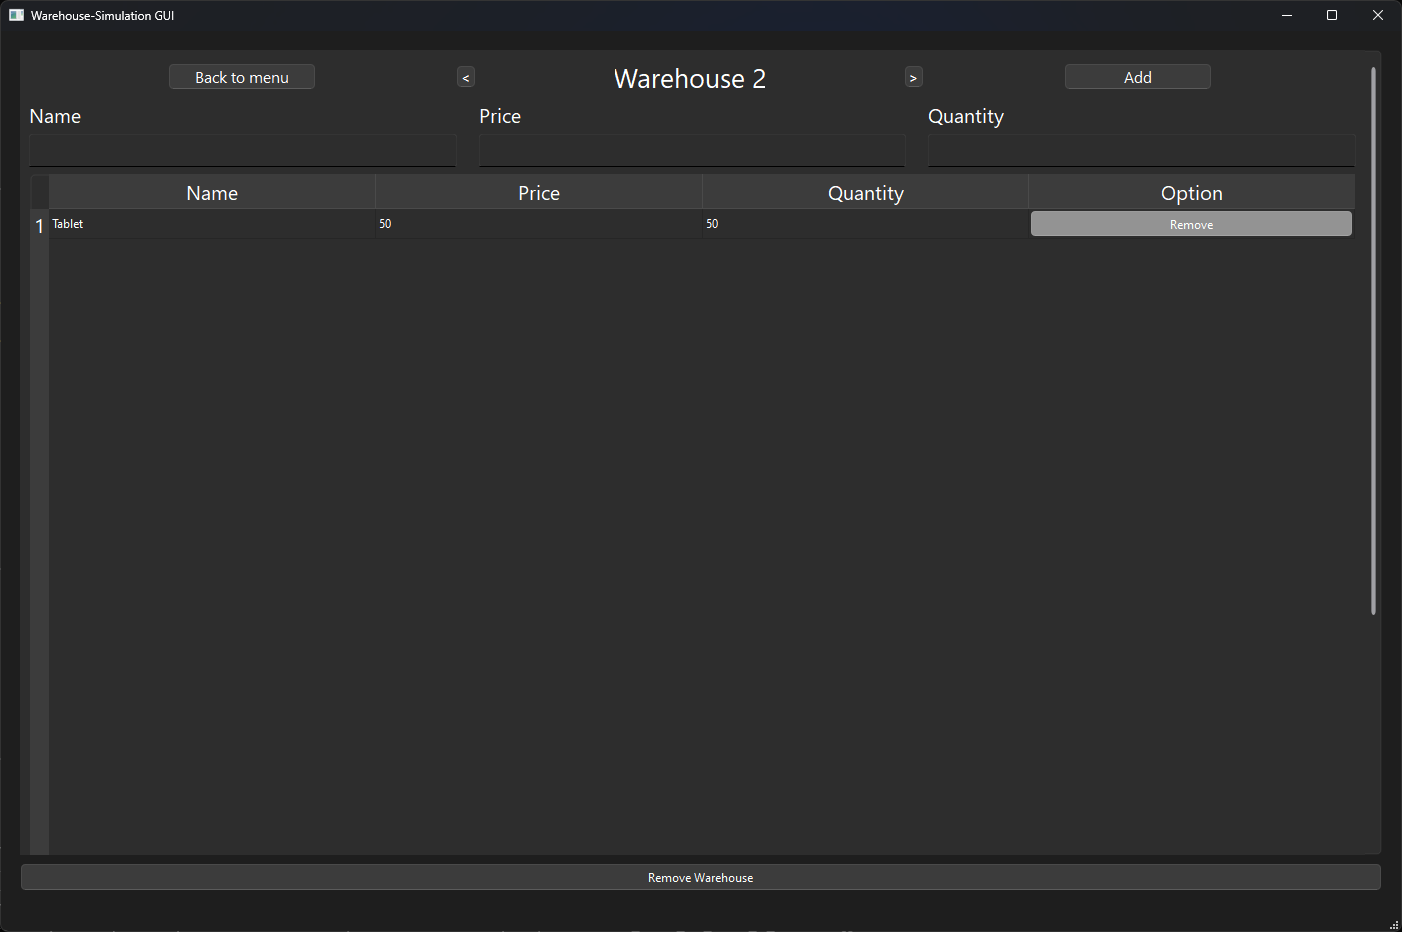 Warehouse-Simulation GUI
Back to menu < Warehouse 2 > Add
Name Price Quantity
Name Price Quantity Option
1 Tablet 50 50 Remove
Remove Warehouse